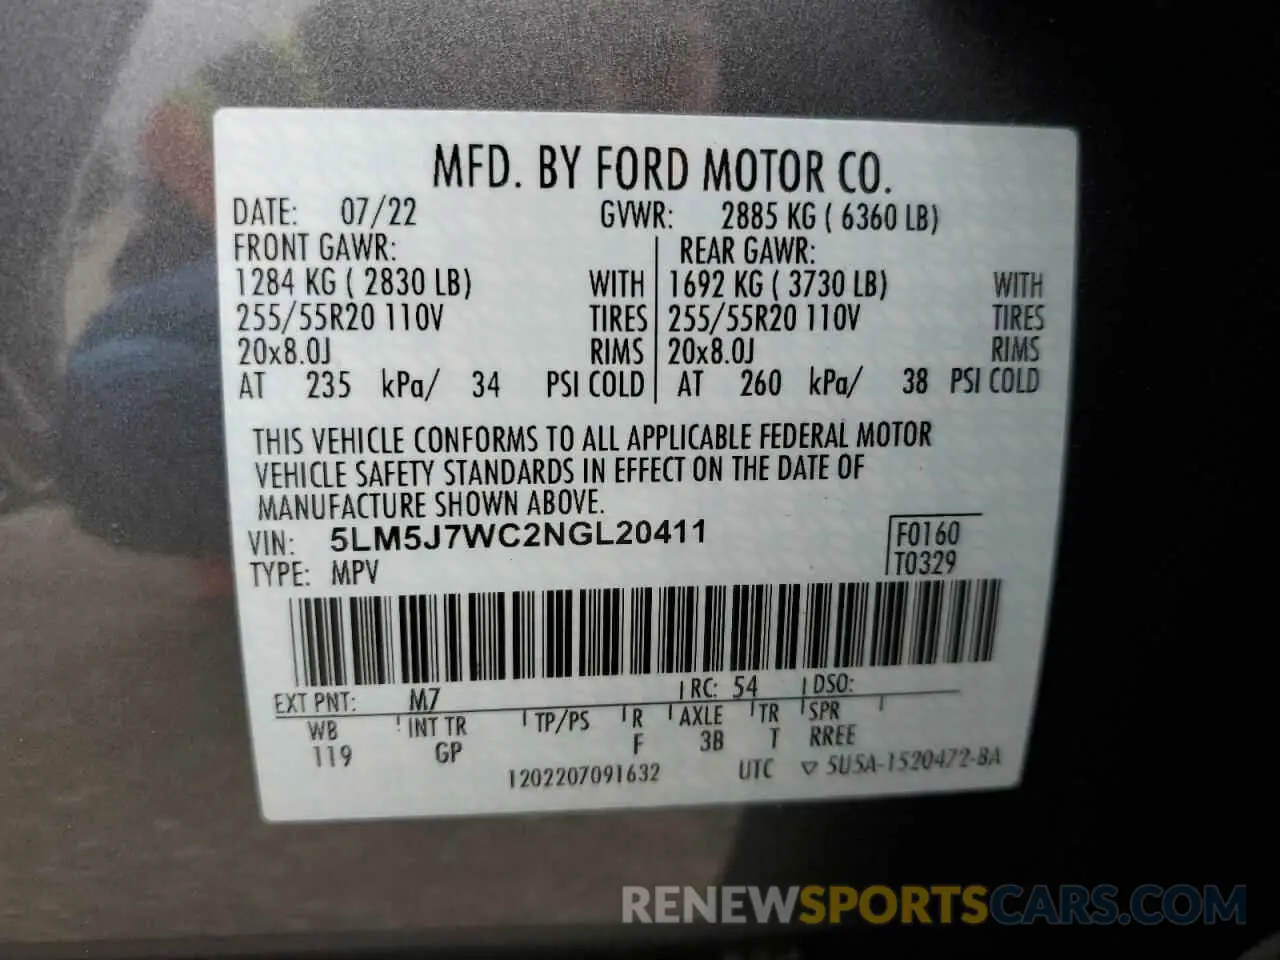 MFD. BY FORD MOTOR CO.
DATE: 07/22 GVWR: 2885 KG ( 6360 LB)
FRONT GAWR: REAR GAWR:
1284 KG ( 2830 LB) WITH 1692 KG ( 3730 LB) WITH
255/55R20 110V TIRES 255/55R20 110V TIRES
20x8.0J RIMS 20x8.0J RIMS
AT 235 kPa/ 34 PSI COLD AT 260 kPa/ 38 PSI COLD
THIS VEHICLE CONFORMS TO ALL APPLICABLE FEDERAL MOTOR
VEHICLE SAFETY STANDARDS IN EFFECT ON THE DATE OF
MANUFACTURE SHOWN ABOVE.
VIN: 5LM5J7WC2NGL20411 F0160
TYPE: MPV T0329
EXT PNT: M7 RC: 54 DSO:
WB INT TR TP/PS R AXLE TR SPR
119 GP F 3B T RREE
1202207091632 UTC ▽ 5U5A-1520472-BA
RENEWSPORTSCARS.COM